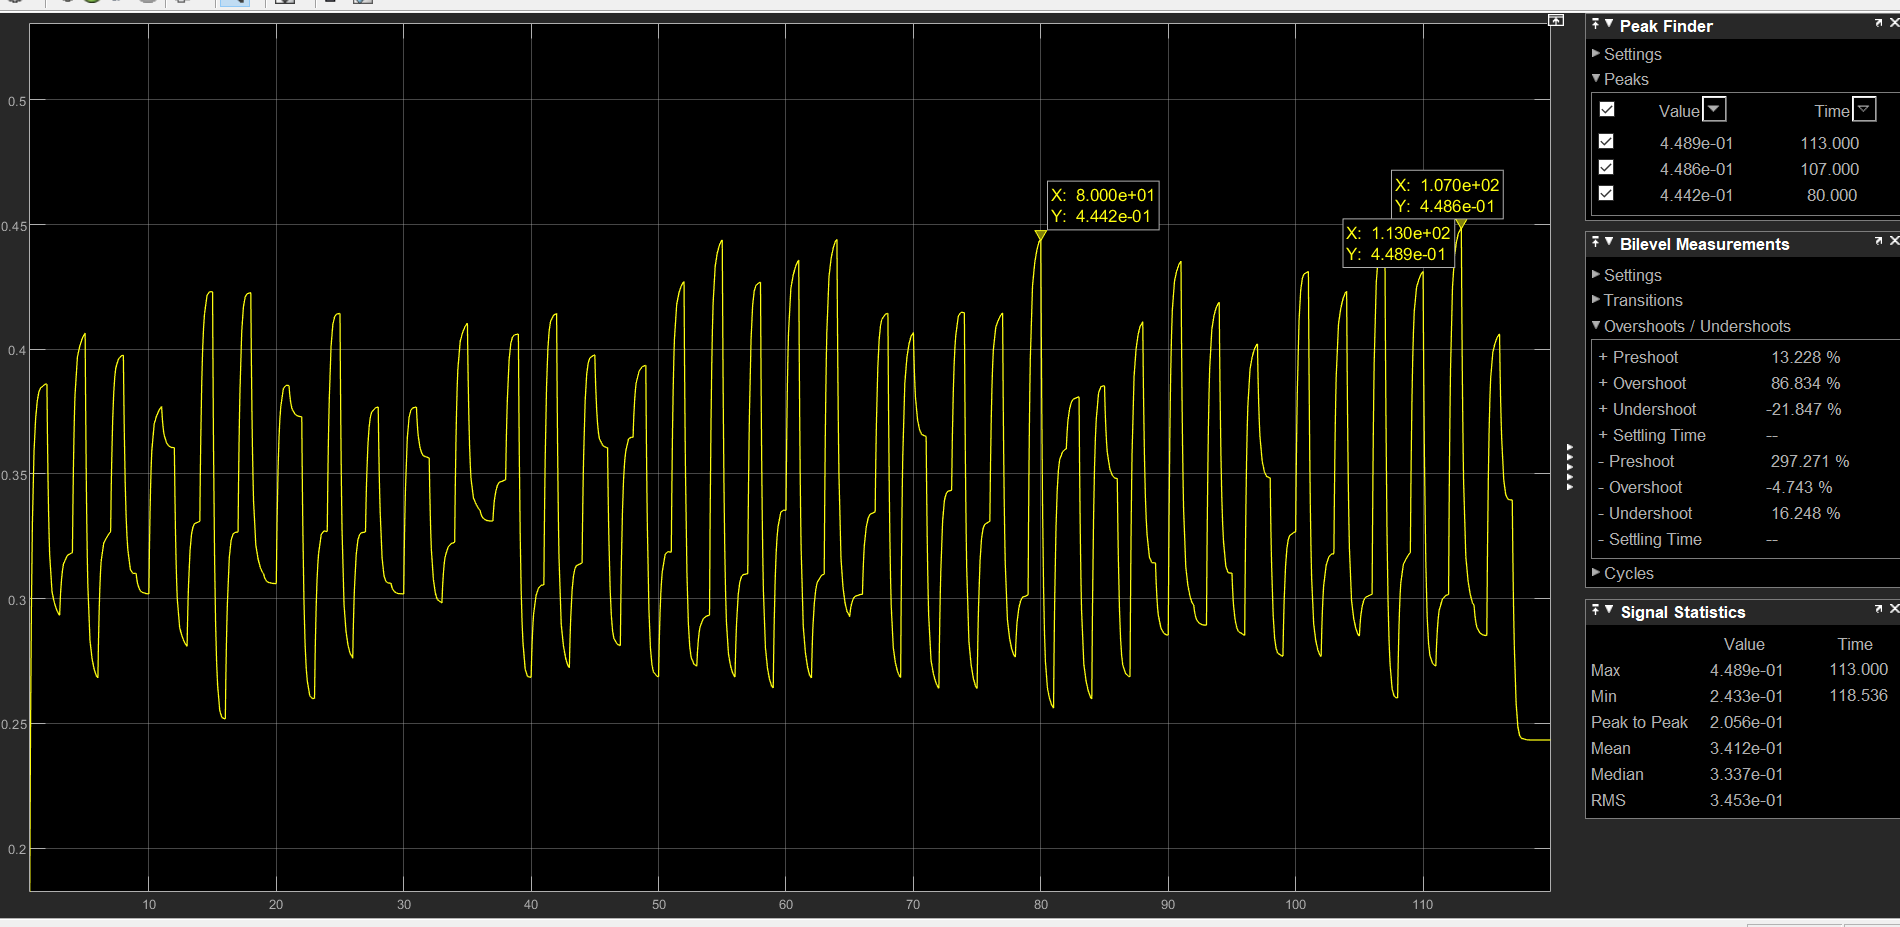 0.5
0.45
0.4
0.35
0.3
0.25
0.2
10 20 30 40 50 60 70 80 90 100 110
X: 8.000e+01
Y: 4.442e-01
X: 1.070e+02
Y: 4.486e-01
X: 1.130e+02
Y: 4.489e-01
Peak Finder
Settings
Peaks
Value Time
4.489e-01 113.000
4.486e-01 107.000
4.442e-01 80.000
Bilevel Measurements
Settings
Transitions
Overshoots / Undershoots
+ Preshoot 13.228 %
+ Overshoot 86.834 %
+ Undershoot -21.847 %
+ Settling Time --
- Preshoot 297.271 %
- Overshoot -4.743 %
- Undershoot 16.248 %
- Settling Time --
Cycles
Signal Statistics
Value Time
Max 4.489e-01 113.000
Min 2.433e-01 118.536
Peak to Peak 2.056e-01
Mean 3.412e-01
Median 3.337e-01
RMS 3.453e-01